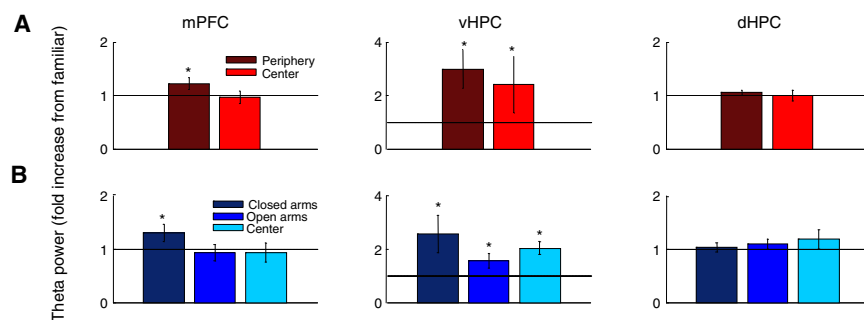 mPFC vHPC dHPC
A
2 4 2
* Periphery * *
Center
1 2 1
0 0 0
B
Theta power (fold increase from familiar)
2 4 2
* Closed arms * * *
Open arms
Center
1 2 1
0 0 0